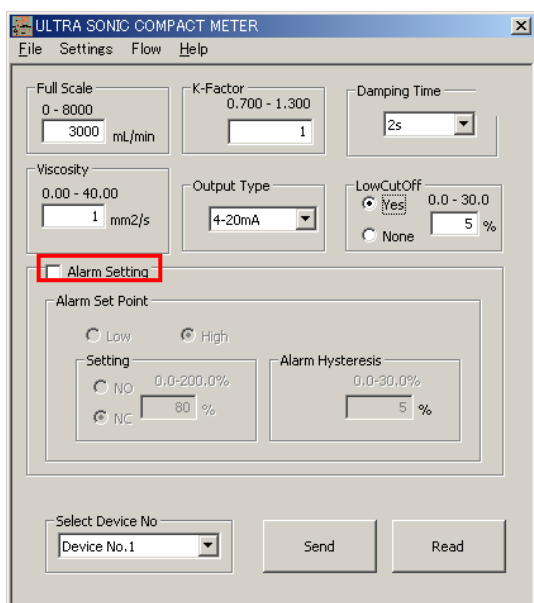 ULTRA SONIC COMPACT METER
File Settings Flow Help
Full Scale
0 - 8000
3000 mL/min
K-Factor
0.700 - 1.300
1
Damping Time
2s
Viscosity
0.00 - 40.00
1 mm2/s
Output Type
4-20mA
LowCutOff
Yes 0.0 - 30.0
None 5 %
Alarm Setting
Alarm Set Point
Low High
Setting
NO 0.0-200.0%
NC 80 %
Alarm Hysteresis
0.0-30.0%
5 %
Select Device No
Device No.1
Send
Read